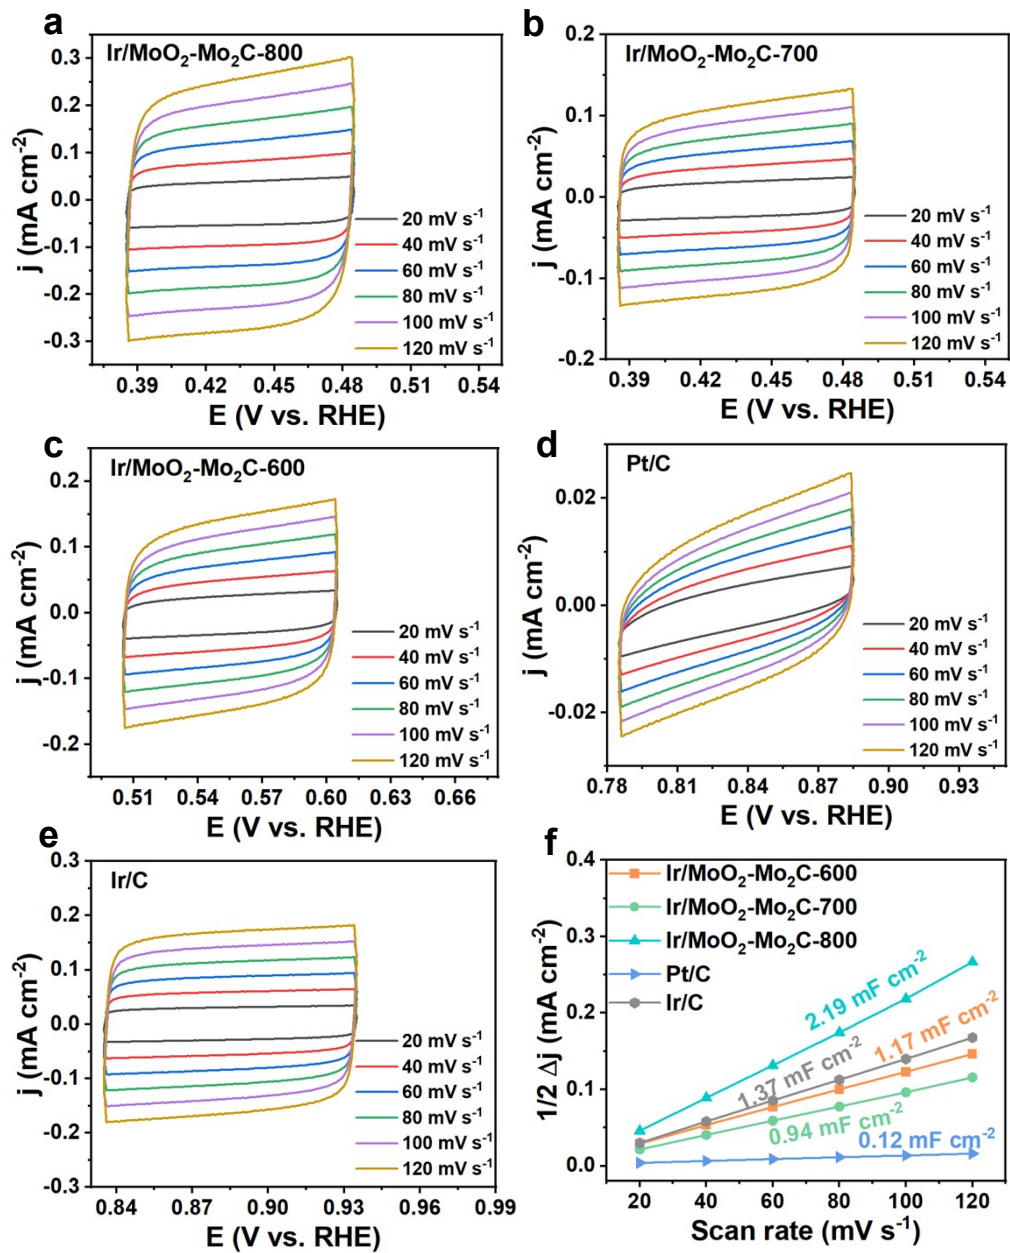 a
Ir/MoO₂-Mo₂C-800
0.3
0.2
0.1
0.0
-0.1
-0.2
-0.3
j (mA cm⁻²)
20 mV s⁻¹
40 mV s⁻¹
60 mV s⁻¹
80 mV s⁻¹
100 mV s⁻¹
120 mV s⁻¹
0.39 0.42 0.45 0.48 0.51 0.54
E (V vs. RHE)
b
Ir/MoO₂-Mo₂C-700
0.2
0.1
0.0
-0.1
-0.2
j (mA cm⁻²)
20 mV s⁻¹
40 mV s⁻¹
60 mV s⁻¹
80 mV s⁻¹
100 mV s⁻¹
120 mV s⁻¹
0.39 0.42 0.45 0.48 0.51 0.54
E (V vs. RHE)
c
Ir/MoO₂-Mo₂C-600
0.2
0.1
0.0
-0.1
-0.2
j (mA cm⁻²)
20 mV s⁻¹
40 mV s⁻¹
60 mV s⁻¹
80 mV s⁻¹
100 mV s⁻¹
120 mV s⁻¹
0.51 0.54 0.57 0.60 0.63 0.66
E (V vs. RHE)
d
Pt/C
0.02
0.00
-0.02
j (mA cm⁻²)
20 mV s⁻¹
40 mV s⁻¹
60 mV s⁻¹
80 mV s⁻¹
100 mV s⁻¹
120 mV s⁻¹
0.78 0.83 0.88 0.93
E (V vs. RHE)
e
Ir/C
0.3
0.2
0.1
0.0
-0.1
-0.2
-0.3
j (mA cm⁻²)
20 mV s⁻¹
40 mV s⁻¹
60 mV s⁻¹
80 mV s⁻¹
100 mV s⁻¹
120 mV s⁻¹
0.84 0.87 0.90 0.93 0.96 0.99
E (V vs. RHE)
f
Ir/MoO₂-Mo₂C-600
Ir/MoO₂-Mo₂C-700
Ir/MoO₂-Mo₂C-800
Pt/C
Ir/C
0.4
0.3
0.2
0.1
0.0
1/2 Δj (mA cm⁻²)
2.19 mF cm⁻²
1.17 mF cm⁻²
1.37 mF cm⁻²
0.94 mF cm⁻²
0.12 mF cm⁻²
20 40 60 80 100 120
Scan rate (mV s⁻¹)